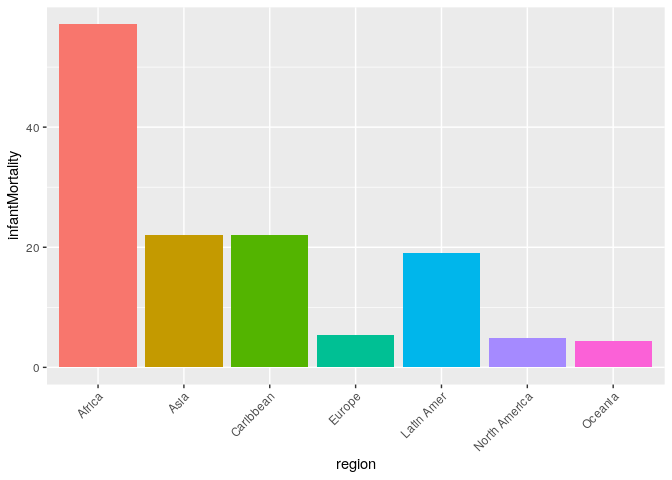 infantMortality
40
20
0
Africa
Asia
Caribbean
Europe
Latin Amer
North America
Oceania
region